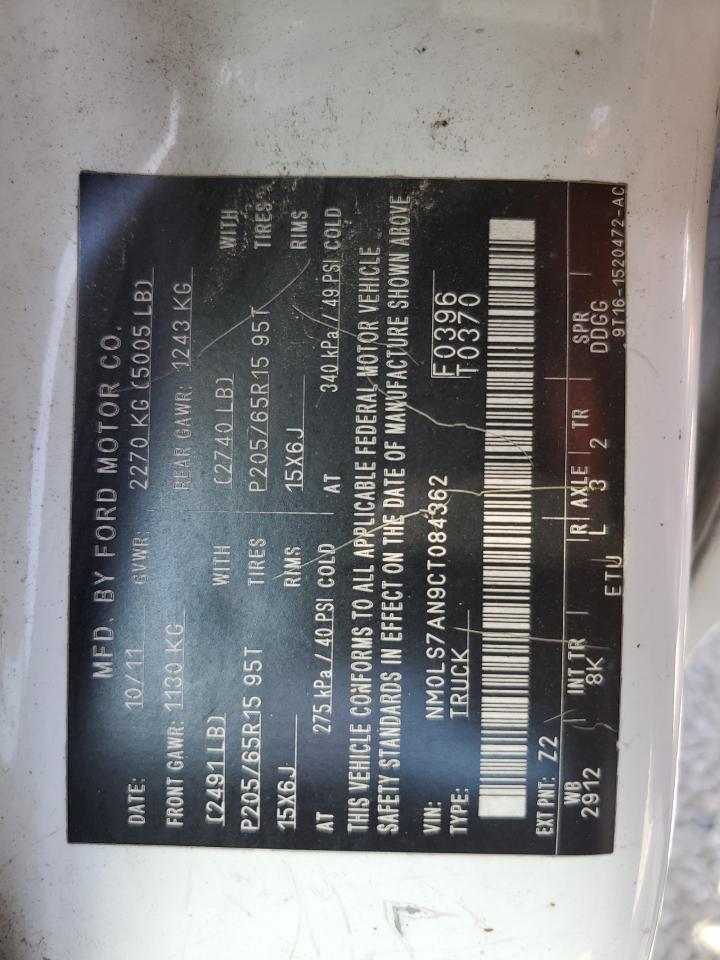 MFD. BY FORD MOTOR CO.
DATE: 10/11 GVWR: 2270 KG (5005 LB)
FRONT GAWR: 1130 KG REAR GAWR: 1243 KG
(2491 LB) WITH (2740 LB) WITH
P205/65R15 95T TIRES P205/65R15 95T TIRES
15X6J RIMS 15X6J RIMS
AT 275 kPa / 40 PSI COLD AT 340 kPa / 49 PSI COLD
THIS VEHICLE CONFORMS TO ALL APPLICABLE FEDERAL MOTOR VEHICLE
SAFETY STANDARDS IN EFFECT ON THE DATE OF MANUFACTURE SHOWN ABOVE
VIN: NM0LS7AN9CT084362 F0396
TYPE: TRUCK T0370
EXT PNT: Z2
WB INT TR R AXLE TR SPR
2912 8K L 3 2 DDGG
ETU 9T16-1520472-AC